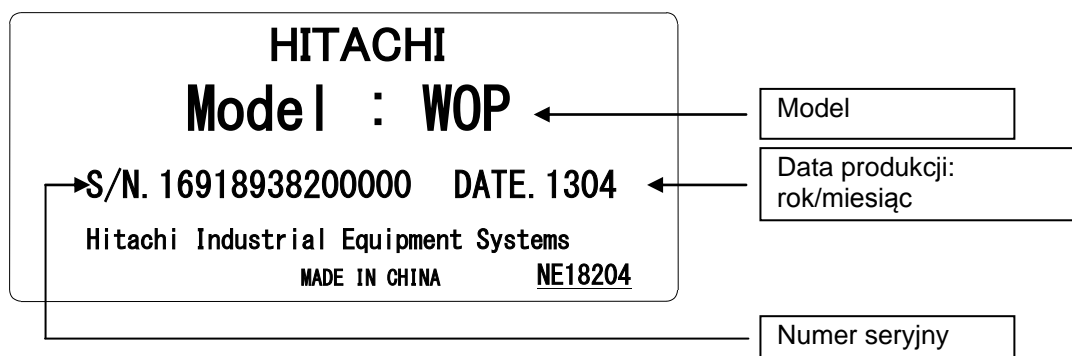 HITACHI
Model : WOP
Model
S/N. 16918938200000 DATE. 1304
Data produkcji:
rok/miesiąc
Hitachi Industrial Equipment Systems
MADE IN CHINA NE18204
Numer seryjny